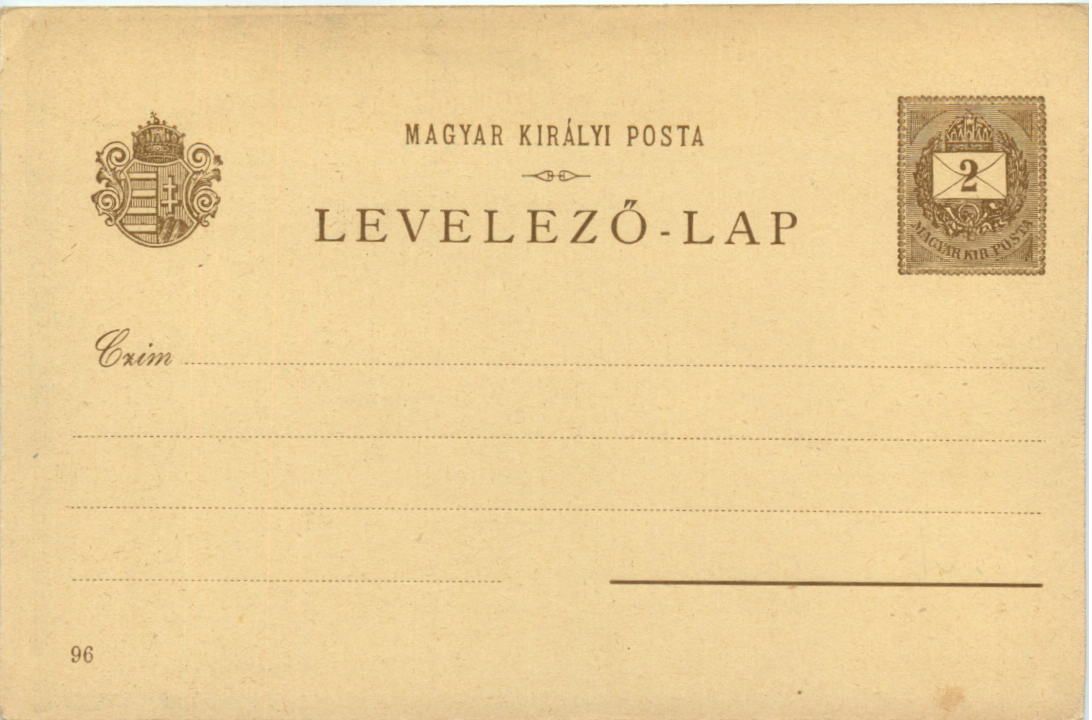 MAGYAR KIRÁLYI POSTA
LEVELEZŐ-LAP
2
MAGYAR KIR. POSTA
Czim
96